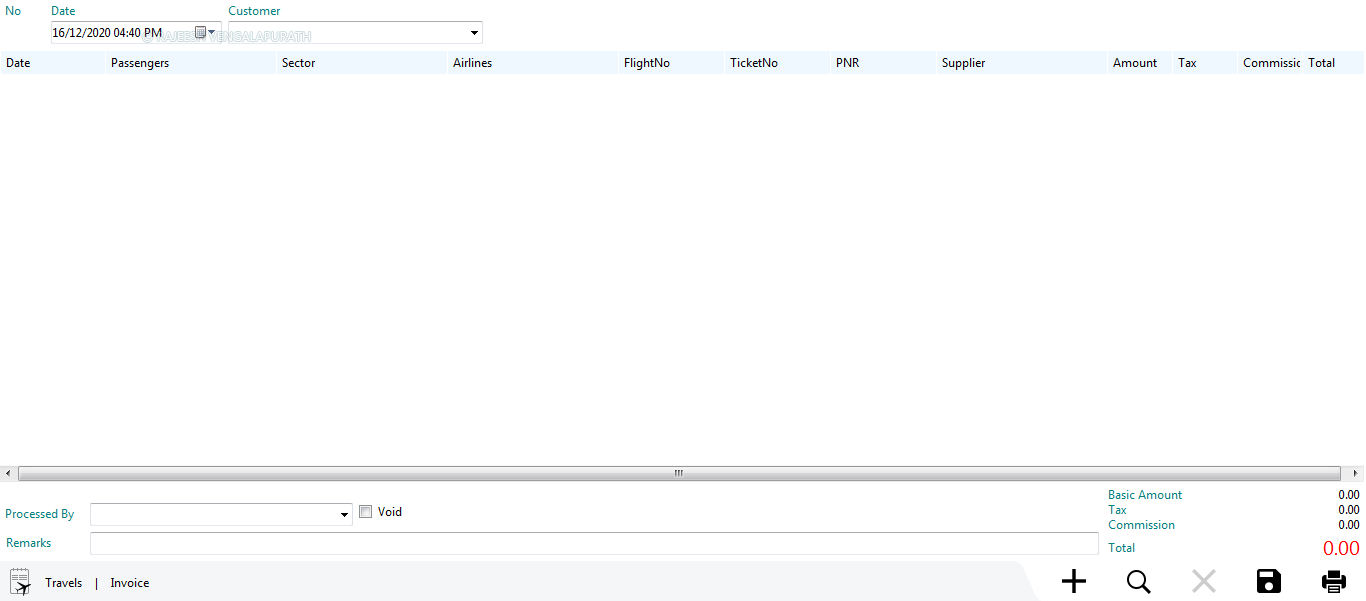 No Date Customer
16/12/2020 04:40 PM
© RAJEESH VENGALAPURATH
Date Passengers Sector Airlines FlightNo TicketNo PNR Supplier Amount Tax Commissic Total
Basic Amount 0.00
Processed By Void Tax 0.00
Commission 0.00
Remarks Total 0.00
Travels | Invoice